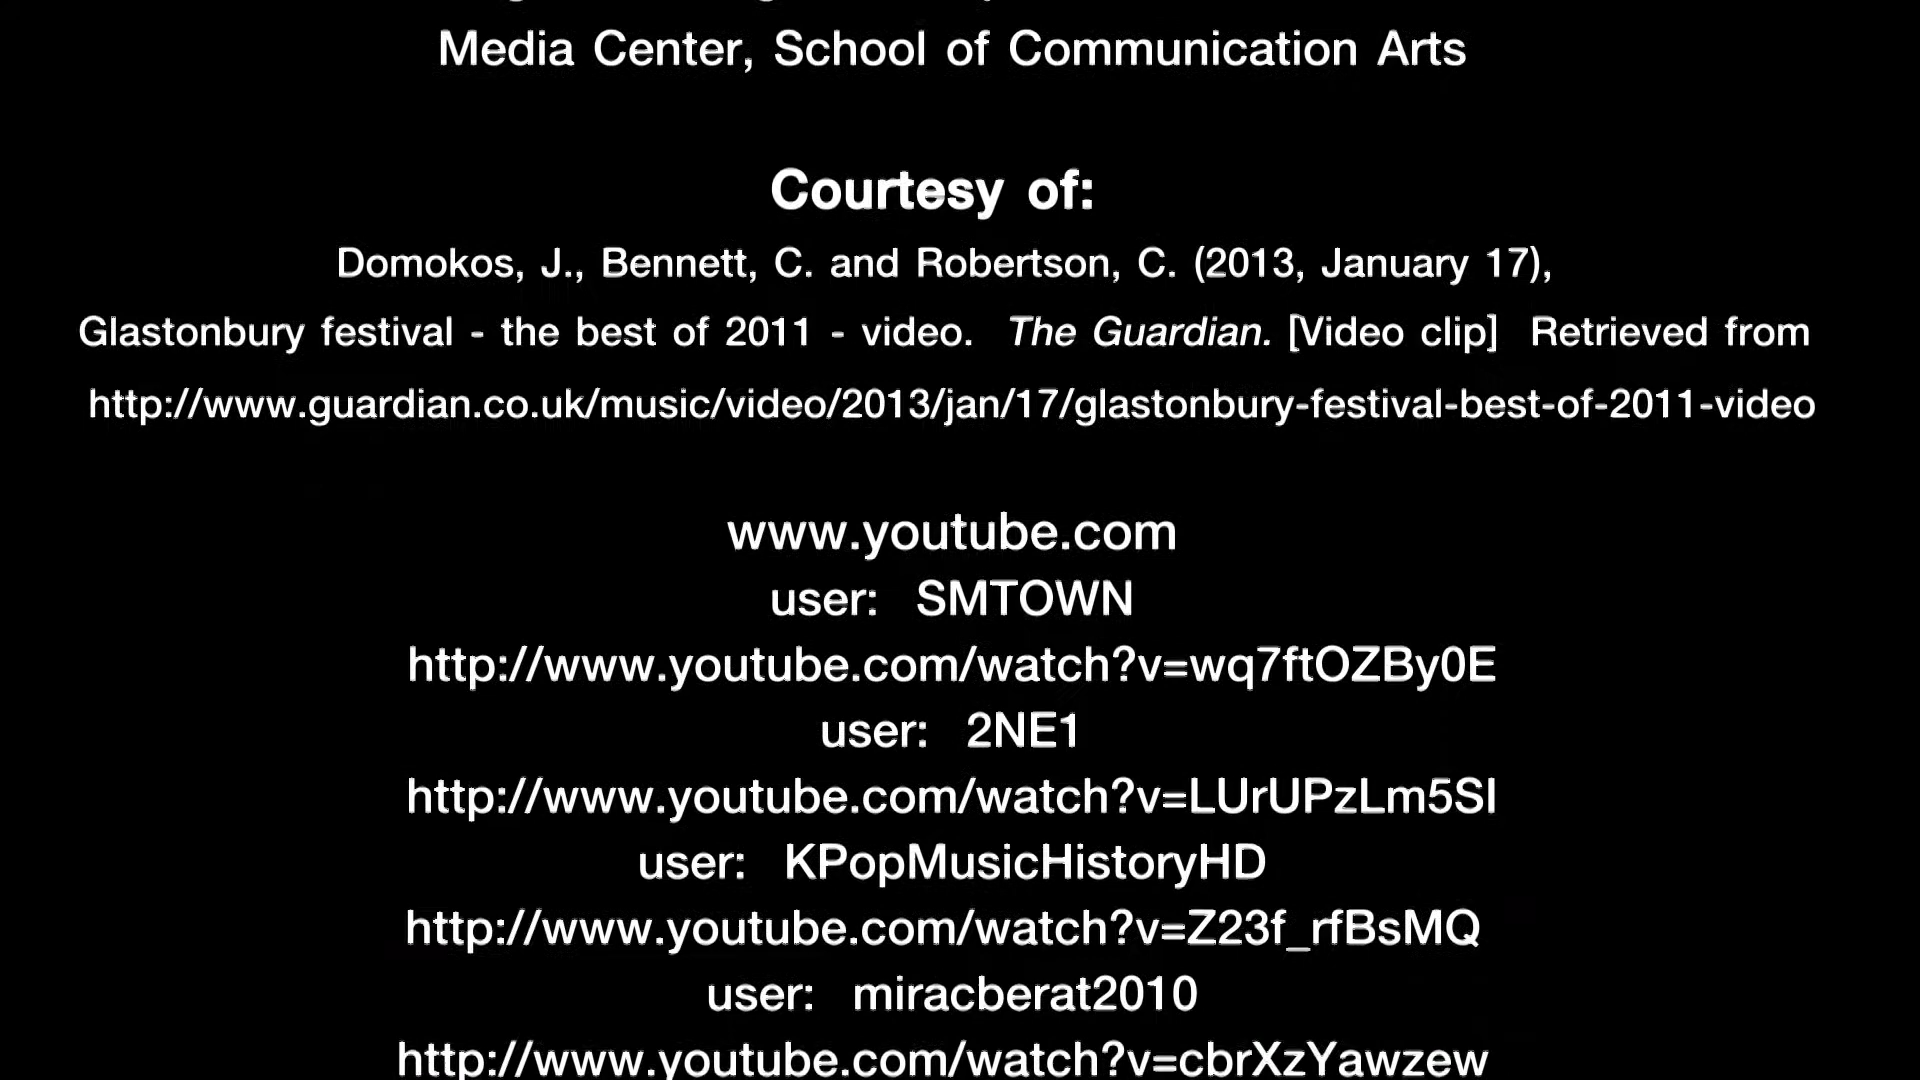 Media Center, School of Communication Arts
Courtesy of:
Domokos, J., Bennett, C. and Robertson, C. (2013, January 17),
Glastonbury festival - the best of 2011 - video. The Guardian. [Video clip] Retrieved from
http://www.guardian.co.uk/music/video/2013/jan/17/glastonbury-festival-best-of-2011-video
www.youtube.com
user: SMTOWN
http://www.youtube.com/watch?v=wq7ftOZBy0E
user: 2NE1
http://www.youtube.com/watch?v=LUrUPzLm5SI
user: KPopMusicHistoryHD
http://www.youtube.com/watch?v=Z23f_rfBsMQ
user: miracberat2010
http://www.youtube.com/watch?v=cbrXzYawzew